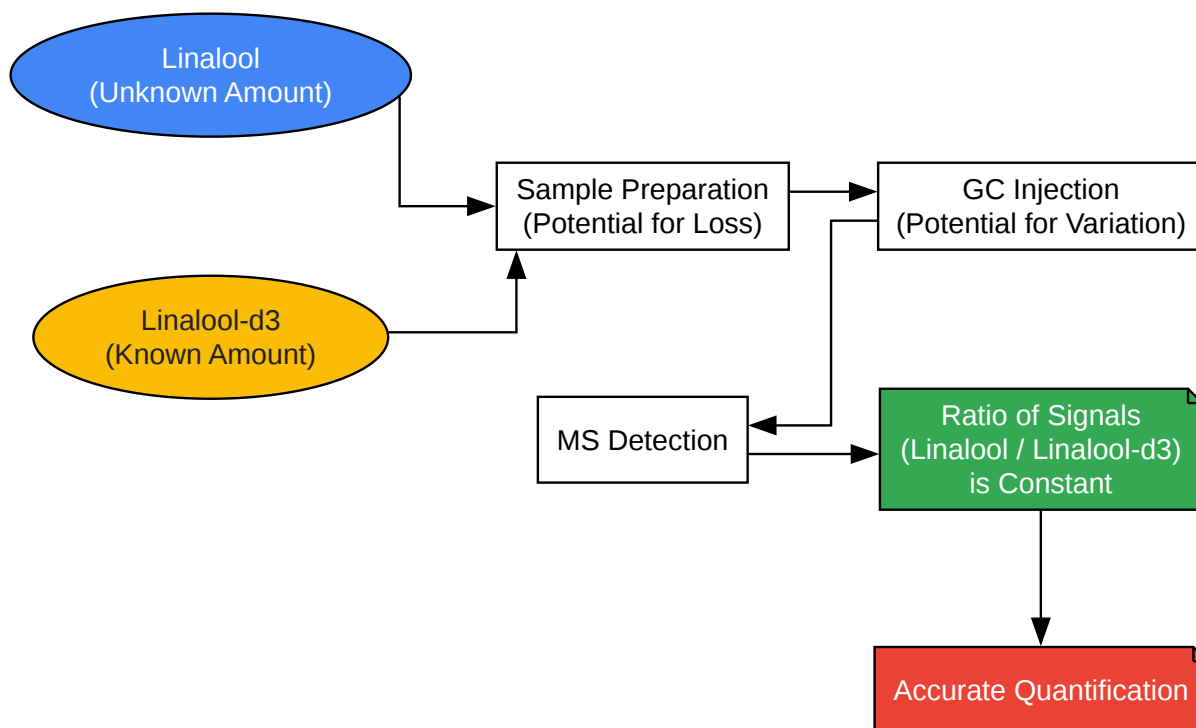 Linalool
(Unknown Amount)
Sample Preparation
(Potential for Loss)
GC Injection
(Potential for Variation)
Linalool-d3
(Known Amount)
MS Detection
Ratio of Signals
(Linalool / Linalool-d3)
is Constant
Accurate Quantification